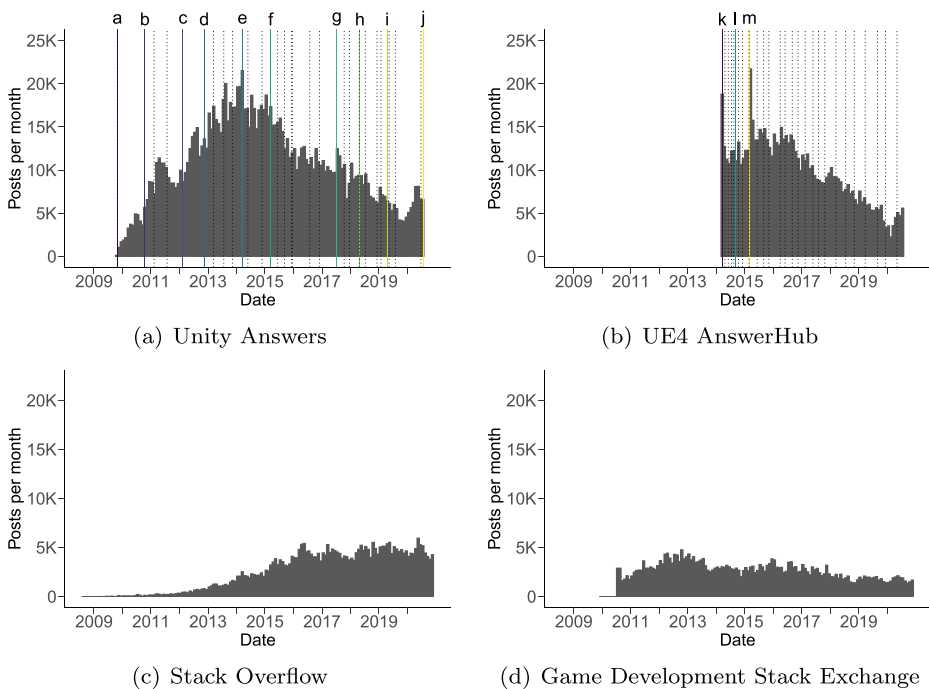 a b c d e f g h i j
25K
20K
15K
10K
5K
0
Posts per month
2009 2011 2013 2015 2017 2019
Date
(a) Unity Answers
k l m
25K
20K
15K
10K
5K
0
Posts per month
2009 2011 2013 2015 2017 2019
Date
(b) UE4 AnswerHub
20K
15K
10K
5K
0
Posts per month
2009 2011 2013 2015 2017 2019
Date
(c) Stack Overflow
20K
15K
10K
5K
0
Posts per month
2009 2011 2013 2015 2017 2019
Date
(d) Game Development Stack Exchange